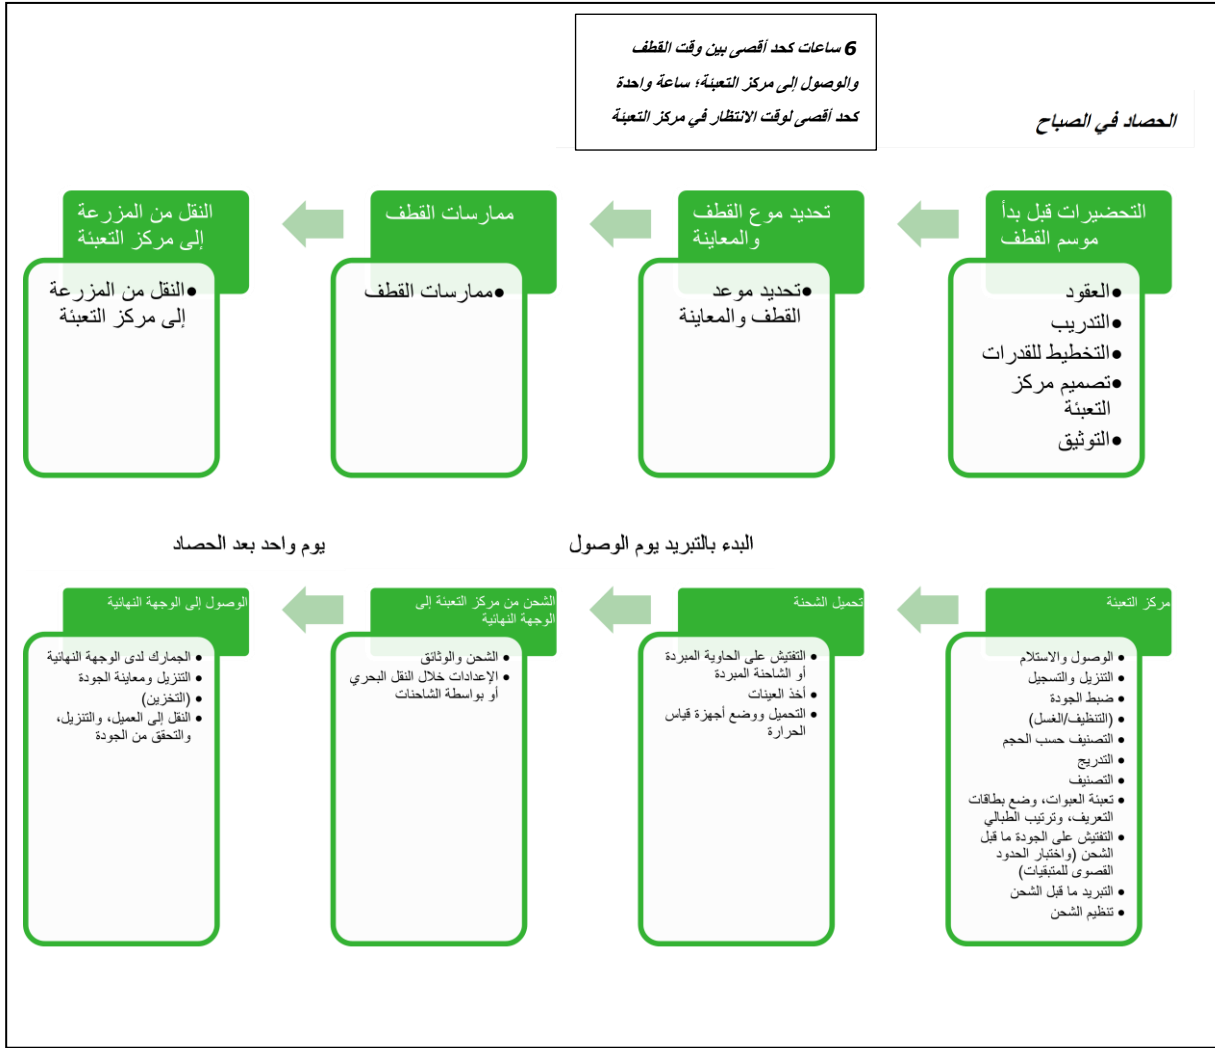 6 ساعات كحد أقصى بين وقت القطف
والوصول إلى مركز التعبئة؛ ساعة واحدة
كحد أقصى لوقت الانتظار في مركز التعبئة
الحصاد في الصباح
التحضيرات قبل بدأ
موسم القطف
●العقود
●التدريب
●التخطيط للقدرات
●تصميم مركز
التعبئة
●التوثيق
تحديد موع القطف
والمعاينة
●تحديد موعد
القطف والمعاينة
ممارسات القطف
●ممارسات القطف
النقل من المزرعة
إلى مركز التعبئة
●النقل من المزرعة
إلى مركز التعبئة
البدء بالتبريد يوم الوصول
يوم واحد بعد الحصاد
مركز التعبئة
● الوصول والاستلام
● التنزيل والتسجيل
● ضبط الجودة
● (التنظيف/الغسل)
● التصنيف حسب الحجم
● التدريج
● التصنيف
● تعبئة العبوات، وضع بطاقات
التعريف، وترتيب الطبالي
● التفتيش على الجودة ما قبل
الشحن (واختبار الحدود
القصوى للمتبقيات)
● التبريد ما قبل الشحن
● تنظيم الشحن
تحميل الشحنة
● التفتيش على الحاوية المبردة
أو الشاحنة المبردة
● أخذ العينات
● التحميل ووضع أجهزة قياس
الحرارة
الشحن من مركز التعبئة إلى
الوجهة النهائية
● الشحن والوثائق
● الإعدادات خلال النقل البحري
أو بواسطة الشاحنات
الوصول إلى الوجهة النهائية
● الجمارك لدى الوجهة النهائية
● التنزيل ومعاينة الجودة
● (التخزين)
● النقل إلى العميل، والتنزيل،
والتحقق من الجودة